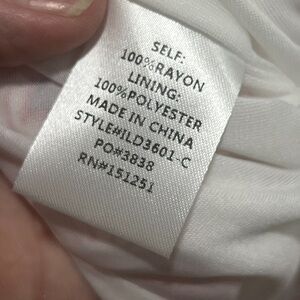 SELF:
100%RAYON
LINING:
100%POLYESTER
MADE IN CHINA
STYLE#ILD3601-C
PO#3838
RN#151251